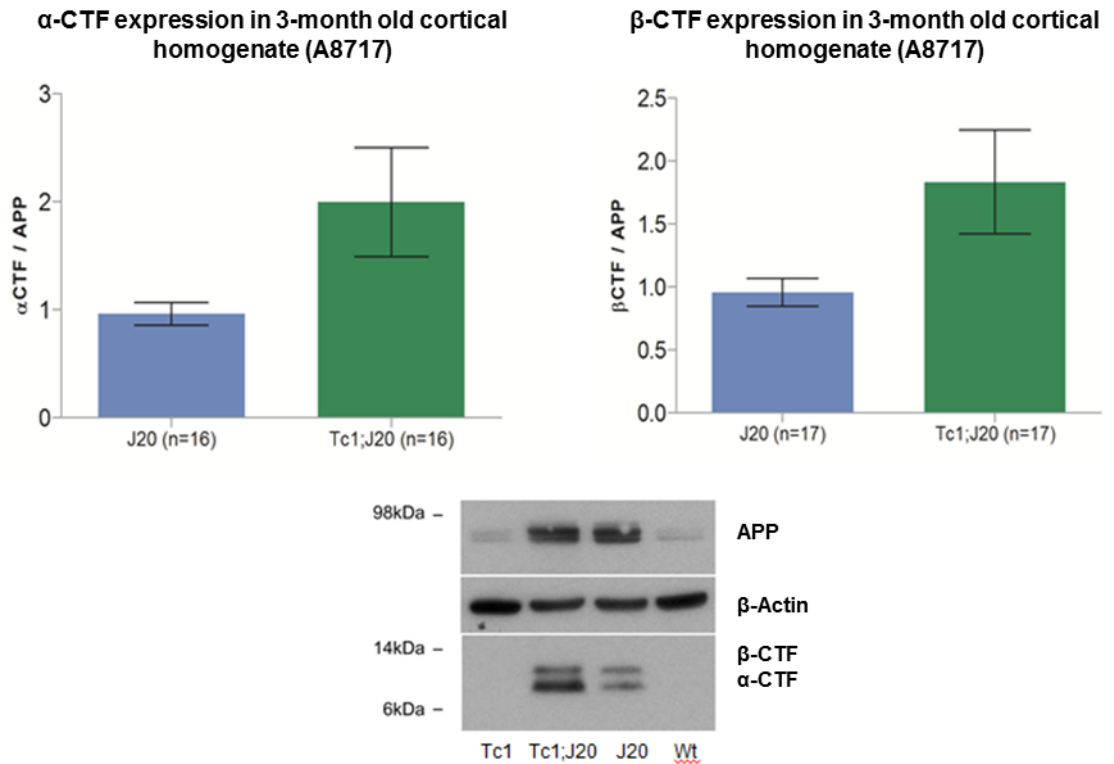 α-CTF expression in 3-month old cortical
homogenate (A8717)
3
2
1
0
αCTF / APP
J20 (n=16)
Tc1;J20 (n=16)
β-CTF expression in 3-month old cortical
homogenate (A8717)
2.5
2.0
1.5
1.0
0.5
0.0
βCTF / APP
J20 (n=17)
Tc1;J20 (n=17)
98kDa
APP
β-Actin
14kDa
β-CTF
α-CTF
6kDa
Tc1 Tc1;J20 J20 Wt